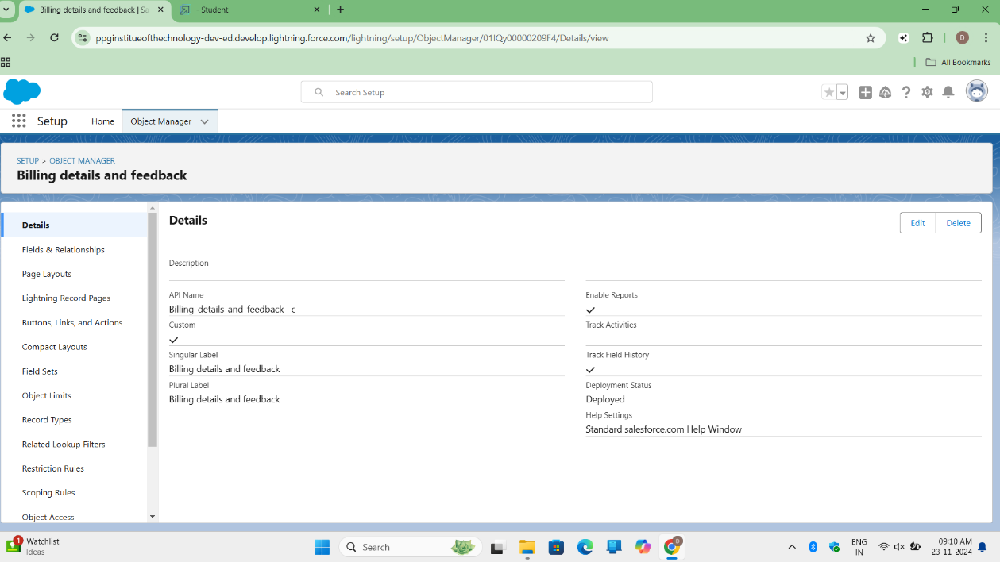 Billing details and feedback | Sa
- Student
ppginstitueofthechnology-dev-ed.develop.lightning.force.com/lightning/setup/ObjectManager/01IQy00000209F4/Details/view
D
All Bookmarks
Search Setup
Setup
Home
Object Manager
SETUP > OBJECT MANAGER
Billing details and feedback
Details
Fields & Relationships
Page Layouts
Lightning Record Pages
Buttons, Links, and Actions
Compact Layouts
Field Sets
Object Limits
Record Types
Related Lookup Filters
Restriction Rules
Scoping Rules
Object Access
Details
Edit
Delete
Description
API Name
Billing_details_and_feedback__c
Custom
Singular Label
Billing details and feedback
Plural Label
Billing details and feedback
Enable Reports
Track Activities
Track Field History
Deployment Status
Deployed
Help Settings
Standard salesforce.com Help Window
1
Watchlist
Ideas
Search
D
ENG
IN
09:10 AM
23-11-2024